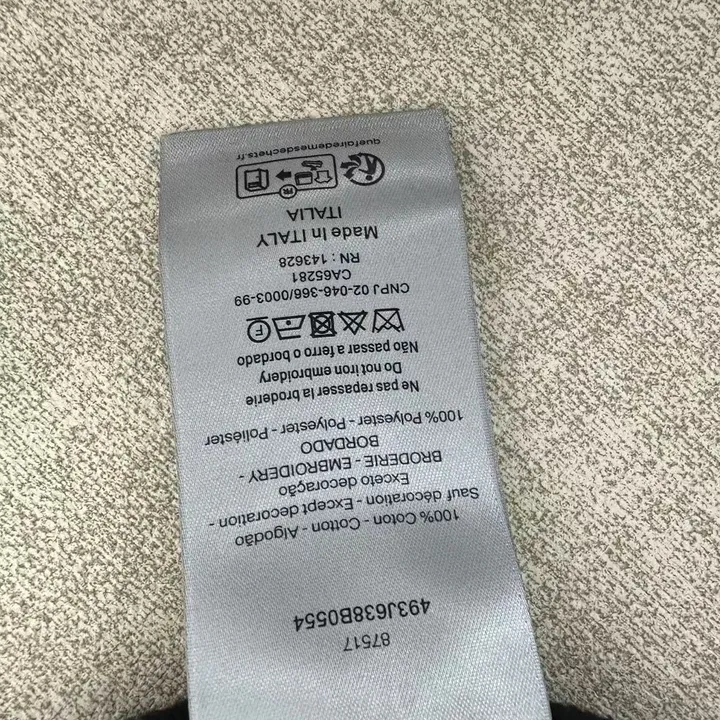 87517
493J638B0554
100% Coton - Cotton - Algodão
Sauf décoration - Except decoration -
Exceto decoração
BRODERIE - EMBROIDERY -
BORDADO
100% Polyester - Polyester - Poliéster
Ne pas repasser la broderie
Do not iron embroidery
Não passar a ferro o bordado
F
CNPJ 02-046-366/0003-99
CA65281
RN : 143628
Made In ITALY
ITALIA
FR
quefairedemesdechets.fr